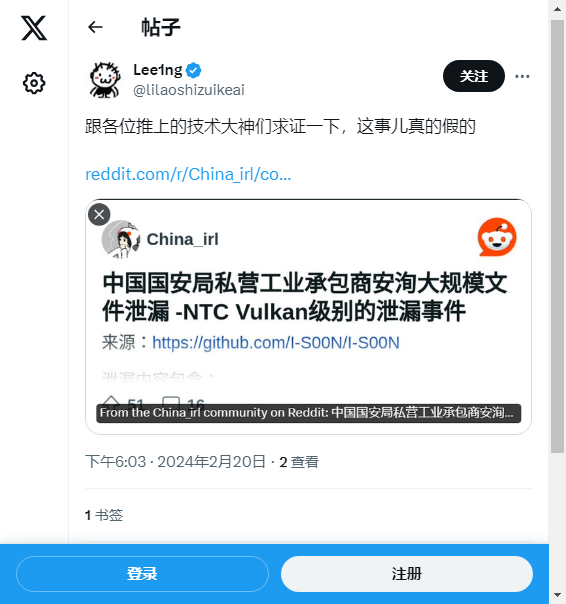 帖子
Lee1ng
@lilaoshizuikeai
关注
跟各位推上的技术大神们求证一下，这事儿真的假的
reddit.com/r/China_irl/co...
China_irl
中国国安局私营工业承包商安洵大规模文
件泄漏 -NTC Vulkan级别的泄漏事件
来源：https://github.com/I-S00N/I-S00N
泄漏内容包含：
51 16
From the China_irl community on Reddit: 中国国安局私营工业承包商安洵...
下午6:03 · 2024年2月20日 · 2 查看
1 书签
登录
注册